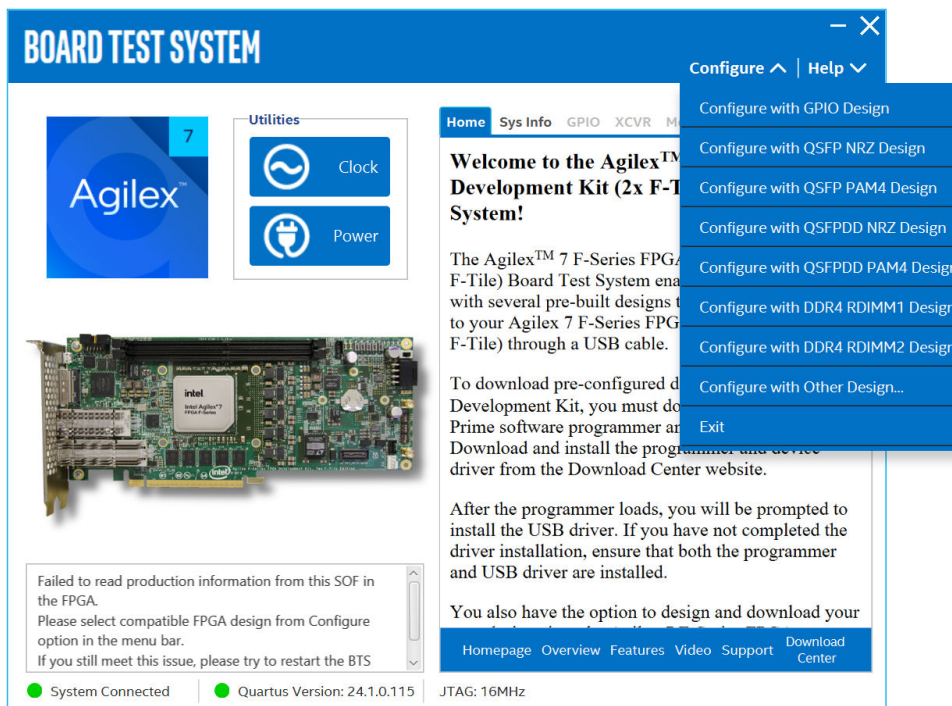 BOARD TEST SYSTEM
Configure | Help
Configure with GPIO Design
Configure with QSFP NRZ Design
Configure with QSFP PAM4 Design
Configure with QSFPDD NRZ Design
Configure with QSFPDD PAM4 Design
Configure with DDR4 RDIMM1 Design
Configure with DDR4 RDIMM2 Design
Configure with Other Design...
Exit
7
Agilex™
Utilities
Clock
Power
Home Sys Info GPIO XCVR
Welcome to the Agilex™
Development Kit (2x
System!
The Agilex™ 7 F-Series
F-Tile) Board Test System
with several pre-built designs
to your Agilex 7 F-Series
F-Tile) through a USB cable.
To download pre-configured
Development Kit, you must
Prime software programmer
Download and install the programmer and device
driver from the Download Center website.
After the programmer loads, you will be prompted to
install the USB driver. If you have not completed the
driver installation, ensure that both the programmer
and USB driver are installed.
You also have the option to design and download your
intel
Intel Agilex® 7
FPGA F-Series
intel
Failed to read production information from this SOF in
the FPGA.
Please select compatible FPGA design from Configure
option in the menu bar.
If you still meet this issue, please try to restart the BTS
Homepage Overview Features Video Support Download Center
System Connected
Quartus Version: 24.1.0.115
JTAG: 16MHz